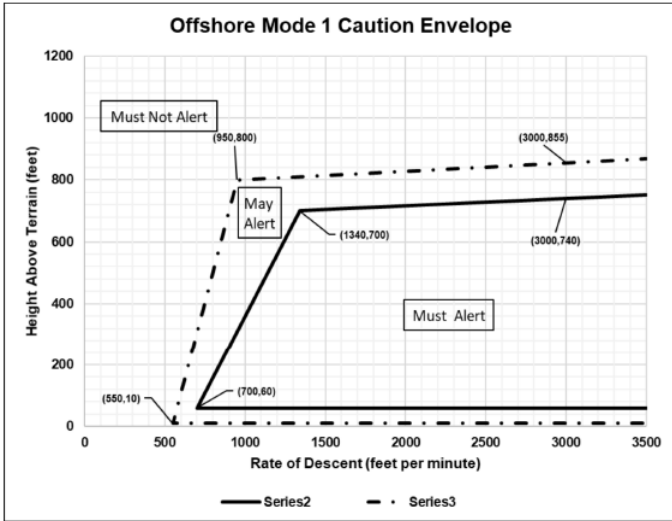 Offshore Mode 1 Caution Envelope
1200
1000
800
600
400
200
0
Height Above Terrain (feet)
Must Not Alert
(950,800)
(3000,855)
May
Alert
(1340,700)
(3000,740)
Must Alert
(550,10)
(700,60)
0 500 1000 1500 2000 2500 3000 3500
Rate of Descent (feet per minute)
Series2 Series3